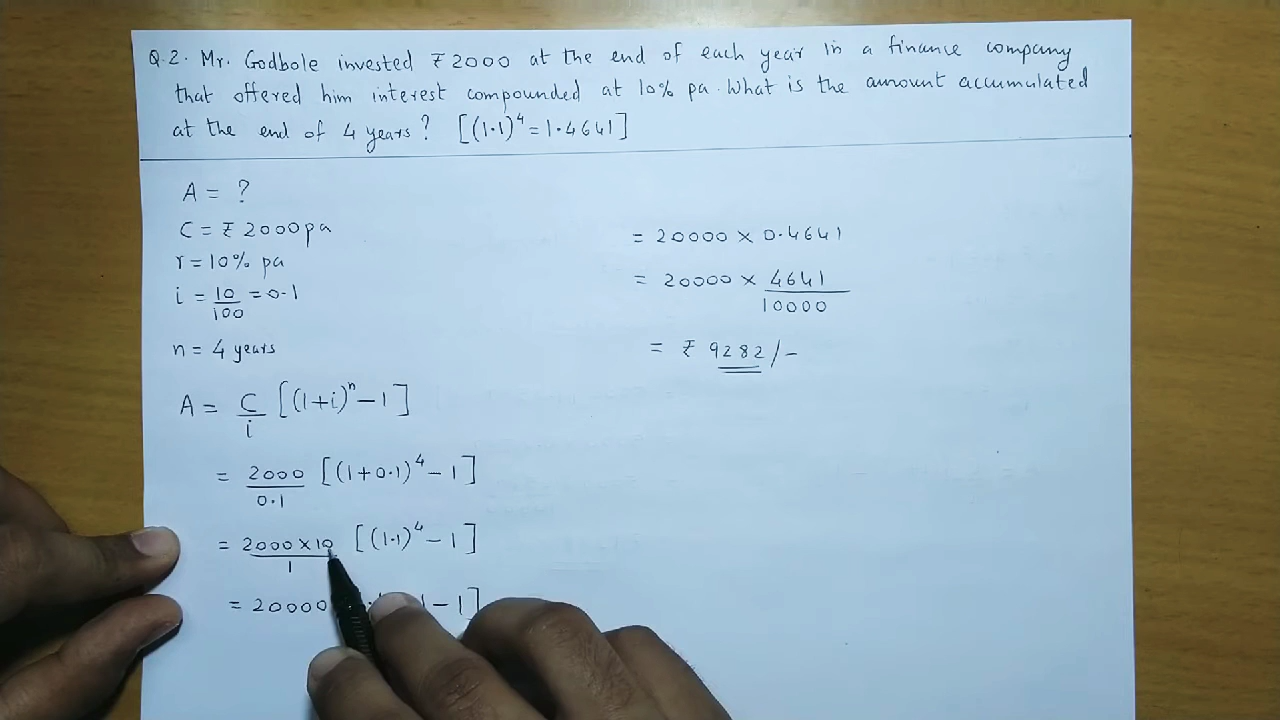 Q.2. Mr. Godbole invested ₹2000 at the end of each year in a finance company
that offered him interest compounded at 10% pa. What is the amount accumulated
at the end of 4 years? [(1.1)^4 = 1.4641]
A = ?
C = ₹2000 pa
r = 10% pa
i = 10/100 = 0.1
n = 4 years
A = C/i [(1+i)^n - 1]
= 2000/0.1 [(1+0.1)^4 - 1]
= 2000×10/1 [(1.1)^4 - 1]
= 20000 1 - 1]
= 20000 × 0.4641
= 20000 × 4641/10000
= ₹ 9282/-